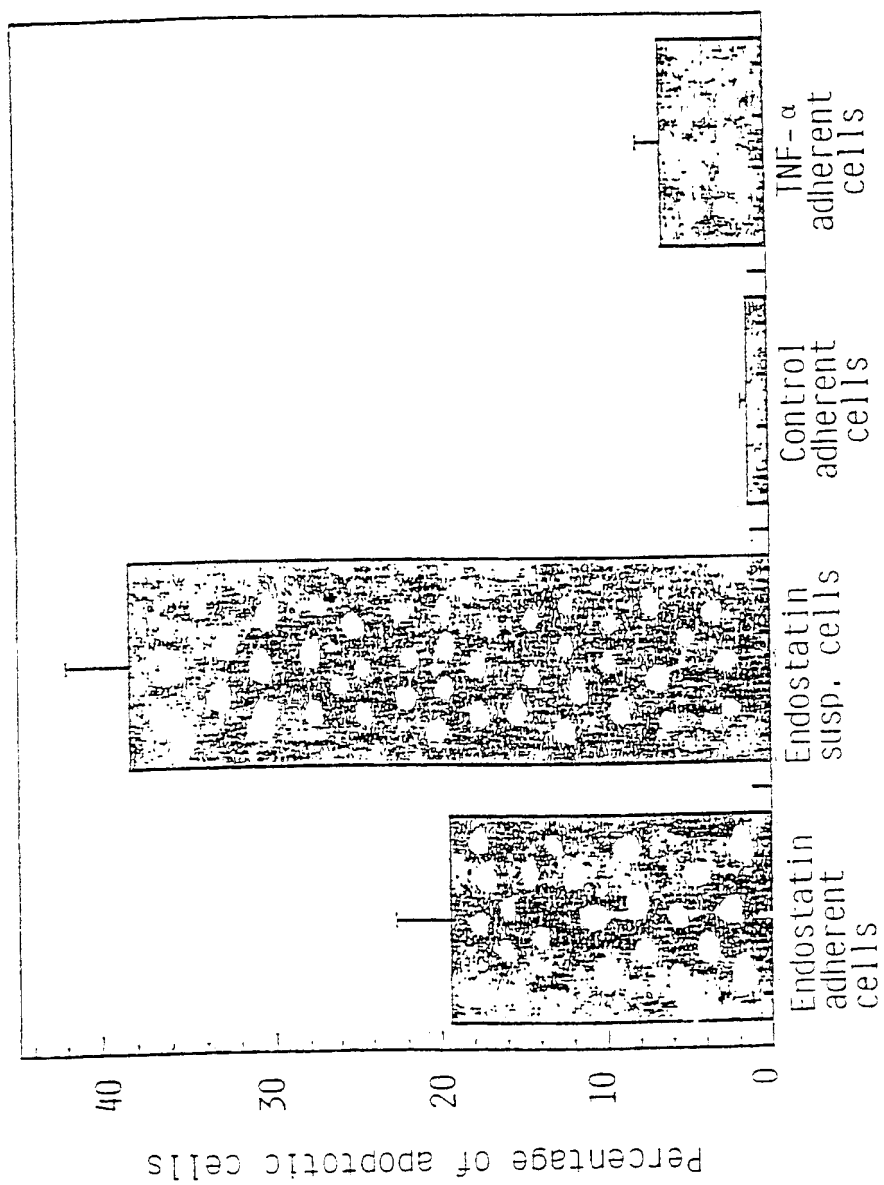 Percentage of apoptotic cells
40
30
20
10
0
Endostatin
adherent
cells
Endostatin
susp. cells
Control
adherent
cells
TNF-α
adherent
cells